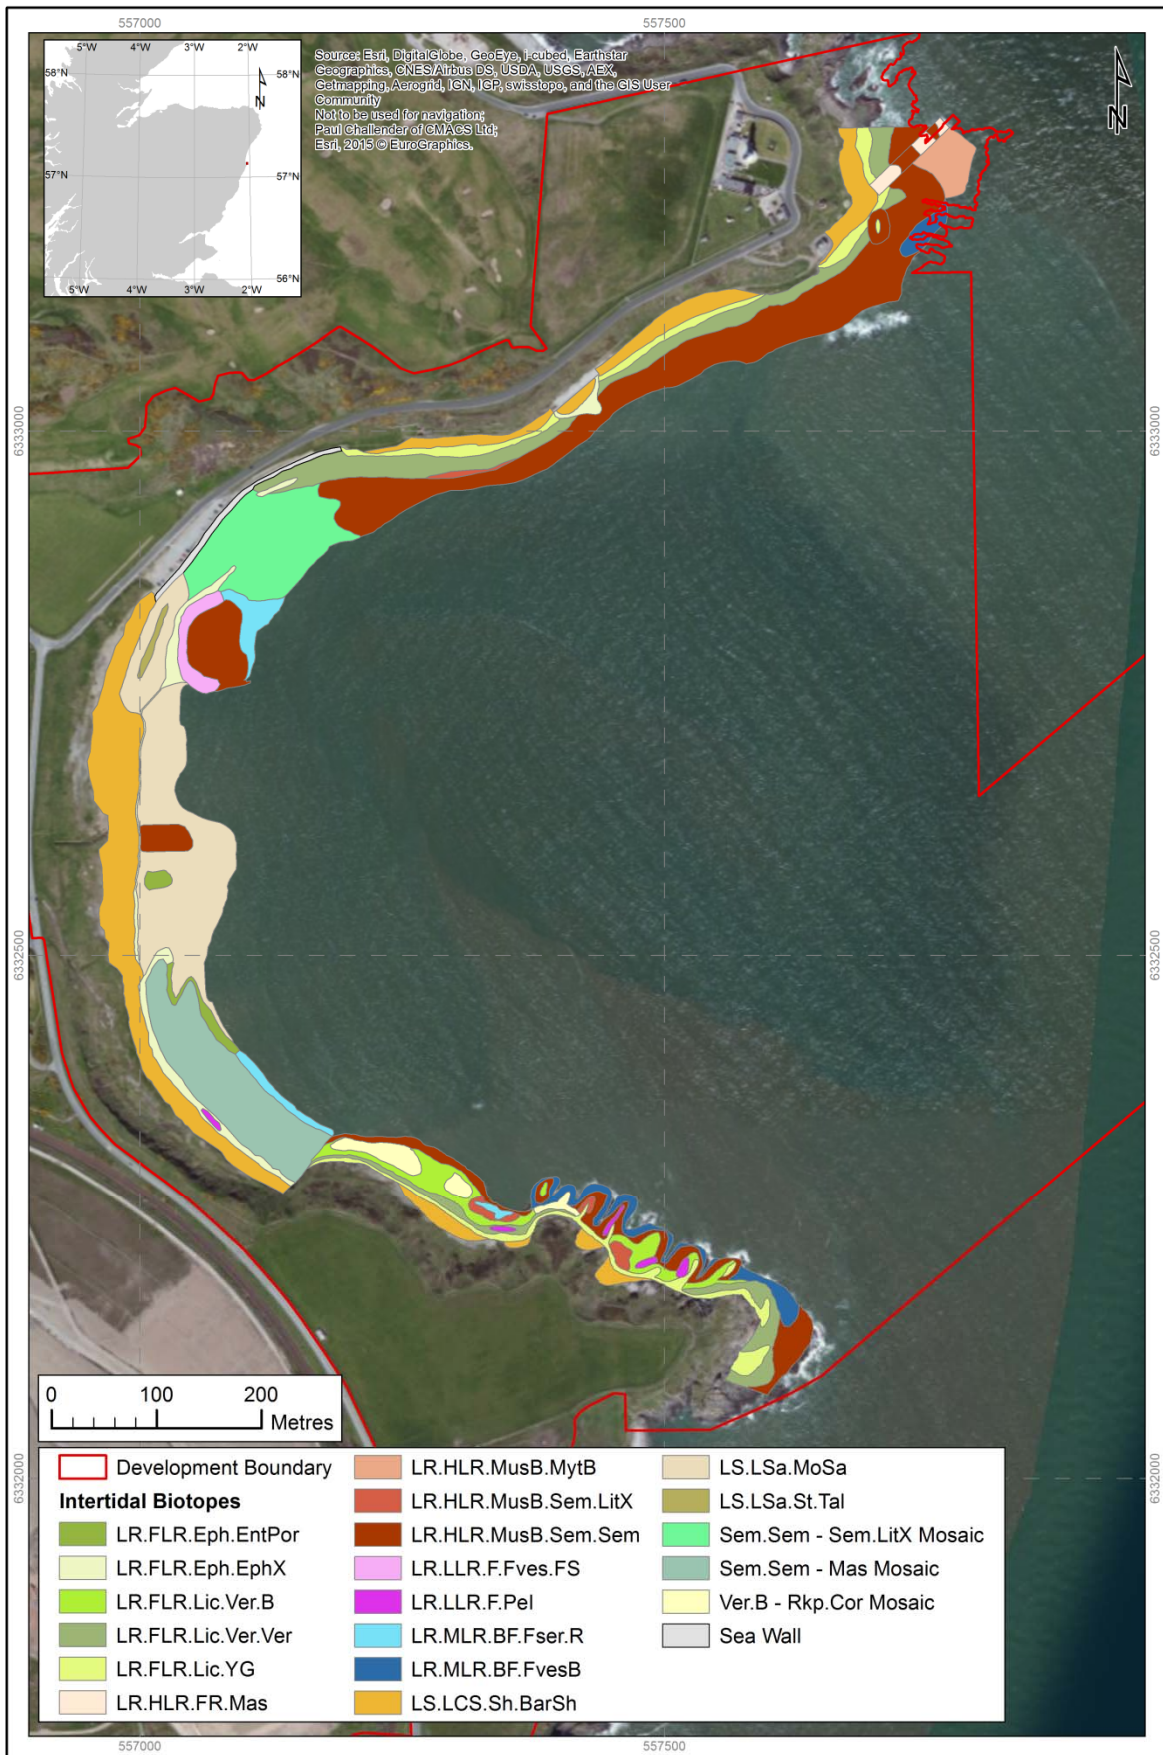 557000
557500
5°W
4°W
3°W
2°W
58°N
58°N
N
57°N
57°N
56°N
5°W
4°W
3°W
2°W
Source: Esri, DigitalGlobe, GeoEye, i-cubed, Earthstar
Geographics, CNES/Airbus DS, USDA, USGS, AEX,
Getmapping, Aerogrid, IGN, IGP, swisstopo, and the GIS User
Community
Not to be used for navigation;
Paul Challender of CMACS Ltd;
Esri, 2015 © EuroGraphics.
N
6333000
6333000
6332500
6332500
0 100 200
Metres
6332000
6332000
Development Boundary
Intertidal Biotopes
LR.FLR.Eph.EntPor
LR.FLR.Eph.EphX
LR.FLR.Lic.Ver.B
LR.FLR.Lic.Ver.Ver
LR.FLR.Lic.YG
LR.HLR.FR.Mas
LR.HLR.MusB.MytB
LR.HLR.MusB.Sem.LitX
LR.HLR.MusB.Sem.Sem
LR.LLR.F.Fves.FS
LR.LLR.F.Pel
LR.MLR.BF.Fser.R
LR.MLR.BF.FvesB
LS.LCS.Sh.BarSh
LS.LSa.MoSa
LS.LSa.St.Tal
Sem.Sem - Sem.LitX Mosaic
Sem.Sem - Mas Mosaic
Ver.B - Rkp.Cor Mosaic
Sea Wall
557000
557500